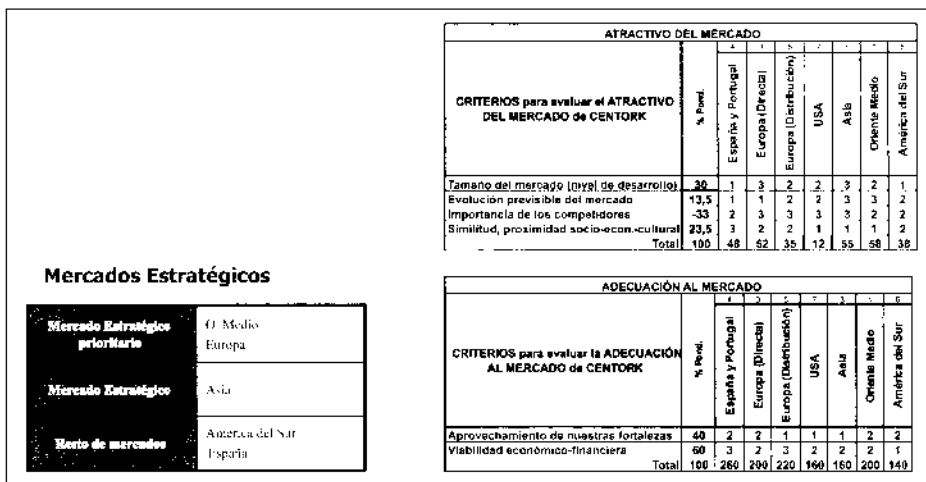 ATRACTIVO DEL MERCADO
CRITERIOS para evaluar el ATRACTIVO DEL MERCADO de CENTORK
% Pond.
España y Portugal
Europa (Directa)
Europa (Distribución)
USA
Asia
Oriente Medio
América del Sur
Tamaño del mercado (nivel de desarrollo) 30 1 3 2 2 3 2 1
Evolución previsible del mercado 13,5 1 1 2 2 3 3 2
Importancia de los competidores -33 2 3 3 3 3 2 2
Similitud, proximidad socio-econ.-cultural 23,5 3 2 2 1 1 1 2
Total 100 48 52 35 12 55 58 38
Mercados Estratégicos
Mercado Estratégico prioritario
O. Medio
Europa
Mercado Estratégico
Asia
Resto de mercados
América del Sur
España
ADECUACIÓN AL MERCADO
CRITERIOS para evaluar la ADECUACIÓN AL MERCADO de CENTORK
% Pond.
España y Portugal
Europa (Directa)
Europa (Distribución)
USA
Asia
Oriente Medio
América del Sur
Aprovechamiento de nuestras fortalezas 40 2 2 1 1 1 2 2
Viabilidad económico-financiera 60 3 2 3 2 2 2 1
Total 100 260 200 220 160 160 200 140